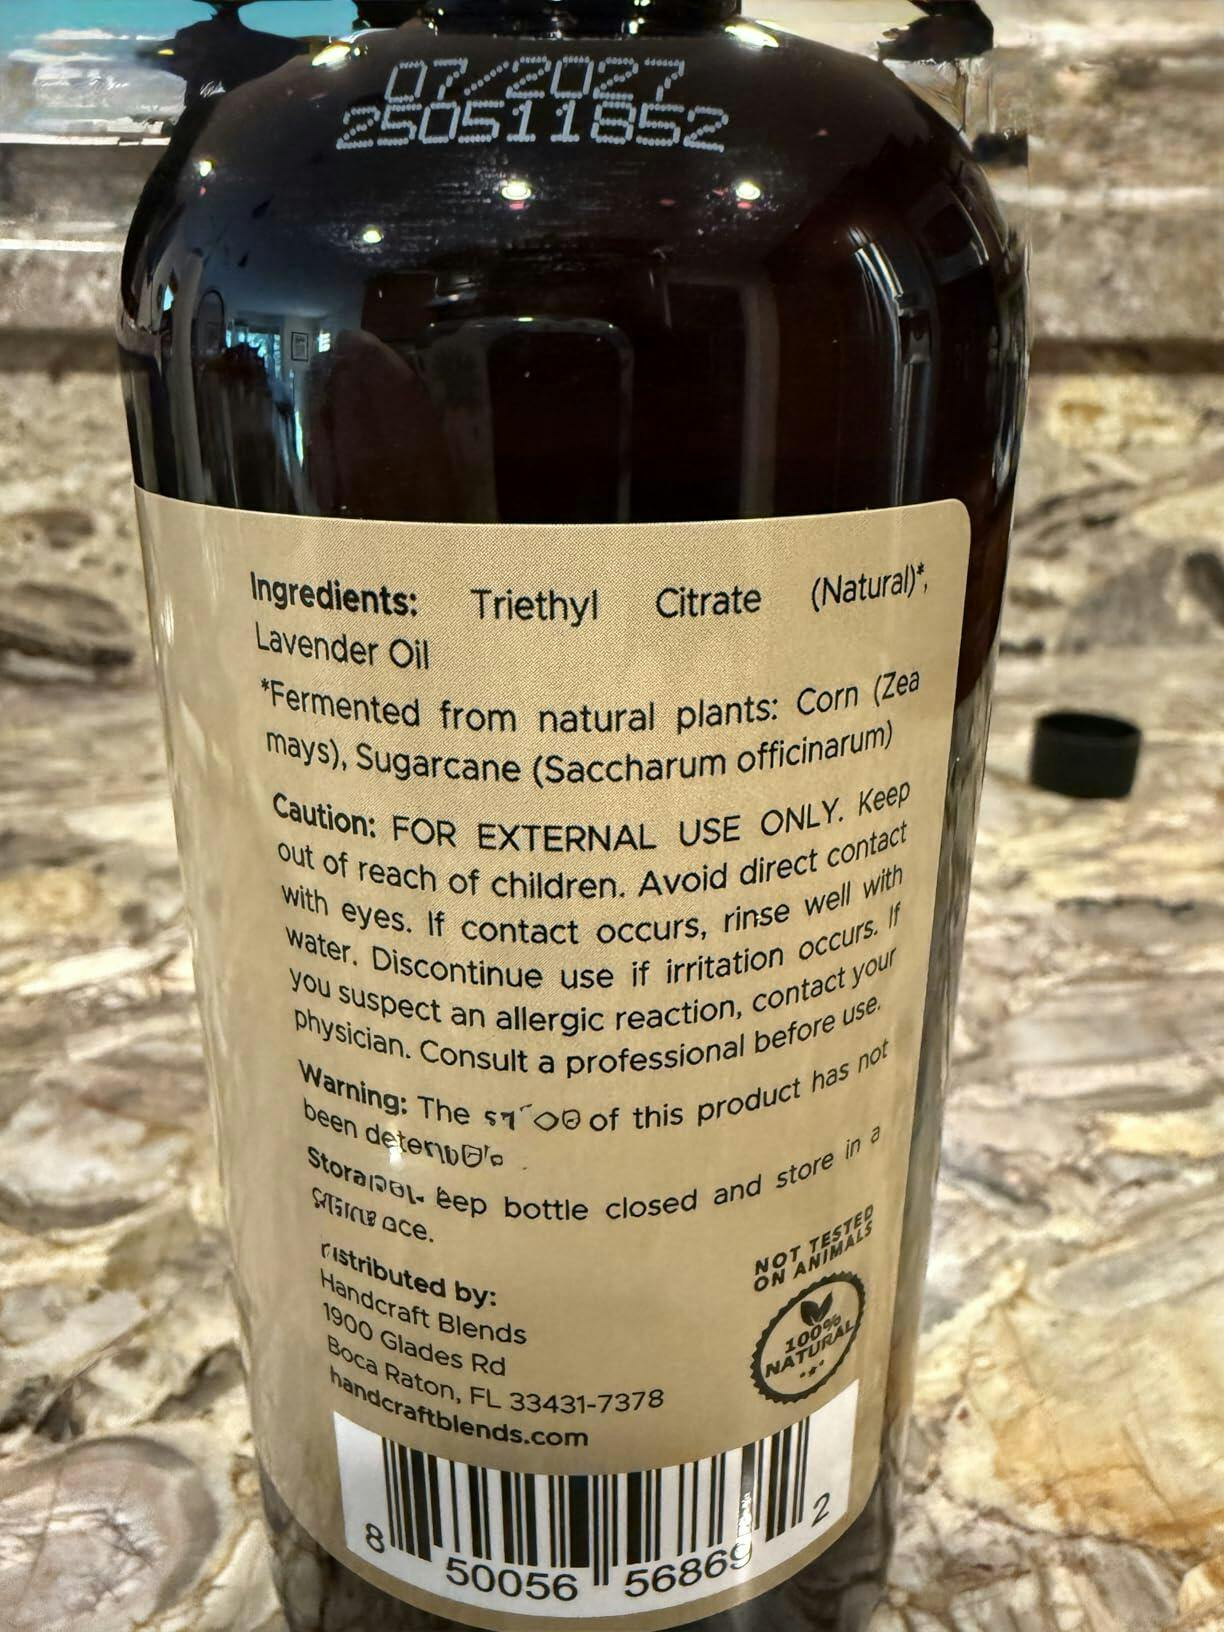 07/2027
250511852
Ingredients: Triethyl Citrate (Natural)*,
Lavender Oil
*Fermented from natural plants: Corn (Zea
mays), Sugarcane (Saccharum officinarum)
Caution: FOR EXTERNAL USE ONLY. Keep
out of reach of children. Avoid direct contact
with eyes. If contact occurs, rinse well with
water. Discontinue use if irritation occurs. If
you suspect an allergic reaction, contact your
physician. Consult a professional before use.
Warning: The of this product has not
been
bottle closed and store in a
NOT TESTED
ON ANIMALS
100%
NATURAL
Handcraft Blends
1900 Glades Rd
Boca Raton, FL 33431-7378
handcraftblends.com
8 50056 56869 2